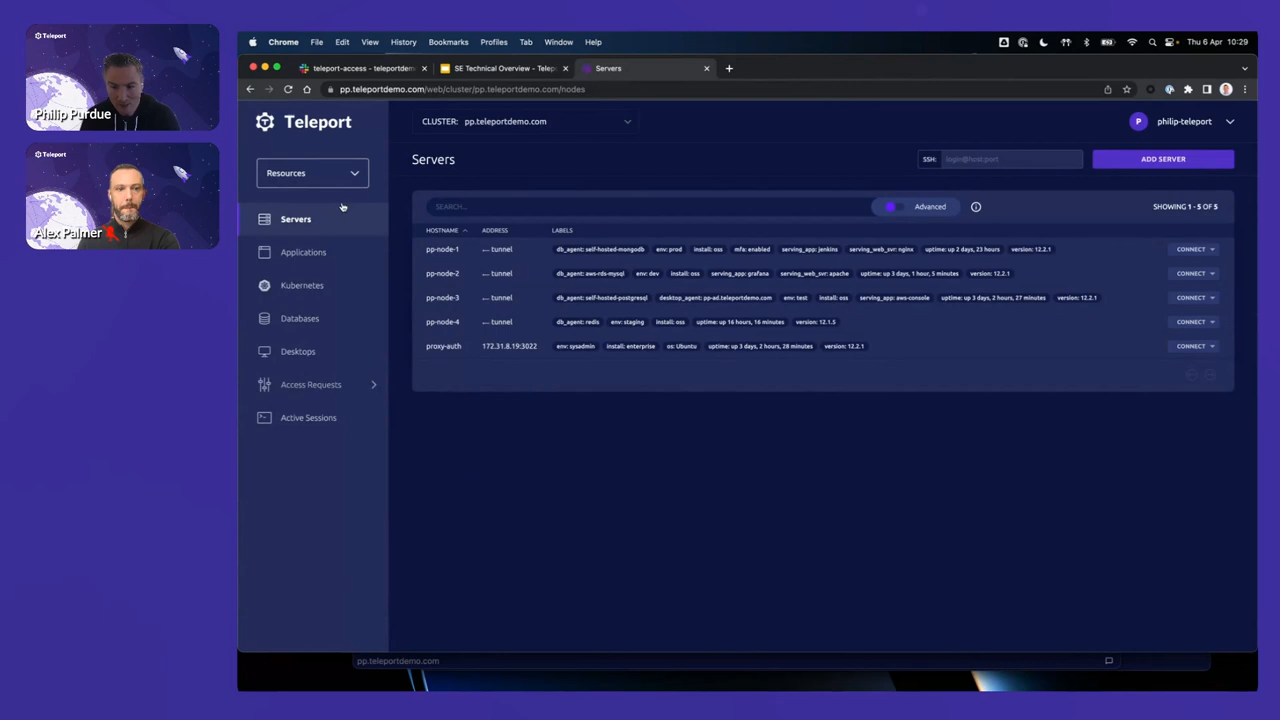 Teleport
Philip Purdue
Teleport
Alex Palmer
Chrome File Edit View History Bookmarks Profiles Tab Window Help
Thu 6 Apr 10:29
teleport-access - teleportdem
SE Technical Overview - Telep
Servers
pp.teleportdemo.com/web/cluster/pp.teleportdemo.com/nodes
Teleport
CLUSTER: pp.teleportdemo.com
P philip-teleport
Resources
Servers
Applications
Kubernetes
Databases
Desktops
Access Requests
Active Sessions
Servers
SSH: login@host:port
ADD SERVER
SEARCH...
Advanced
SHOWING 1 - 5 OF 5
HOSTNAME ADDRESS LABELS
pp-node-1 ← tunnel db_agent: self-hosted-mongodb env: prod install: oss mfa: enabled serving_app: jenkins serving_web_svr: nginx uptime: up 2 days, 23 hours version: 12.2.1 CONNECT
pp-node-2 ← tunnel db_agent: aws-rds-mysql env: dev install: oss serving_app: grafana serving_web_svr: apache uptime: up 3 days, 1 hour, 5 minutes version: 12.2.1 CONNECT
pp-node-3 ← tunnel db_agent: self-hosted-postgresql desktop_agent: pp-ad.teleportdemo.com env: test install: oss serving_app: aws-console uptime: up 3 days, 2 hours, 27 minutes version: 12.2.1 CONNECT
pp-node-4 ← tunnel db_agent: redis env: staging install: oss uptime: up 16 hours, 16 minutes version: 12.1.5 CONNECT
proxy-auth 172.31.8.19:3022 env: sysadmin install: enterprise os: Ubuntu uptime: up 3 days, 2 hours, 28 minutes version: 12.2.1 CONNECT
pp.teleportdemo.com